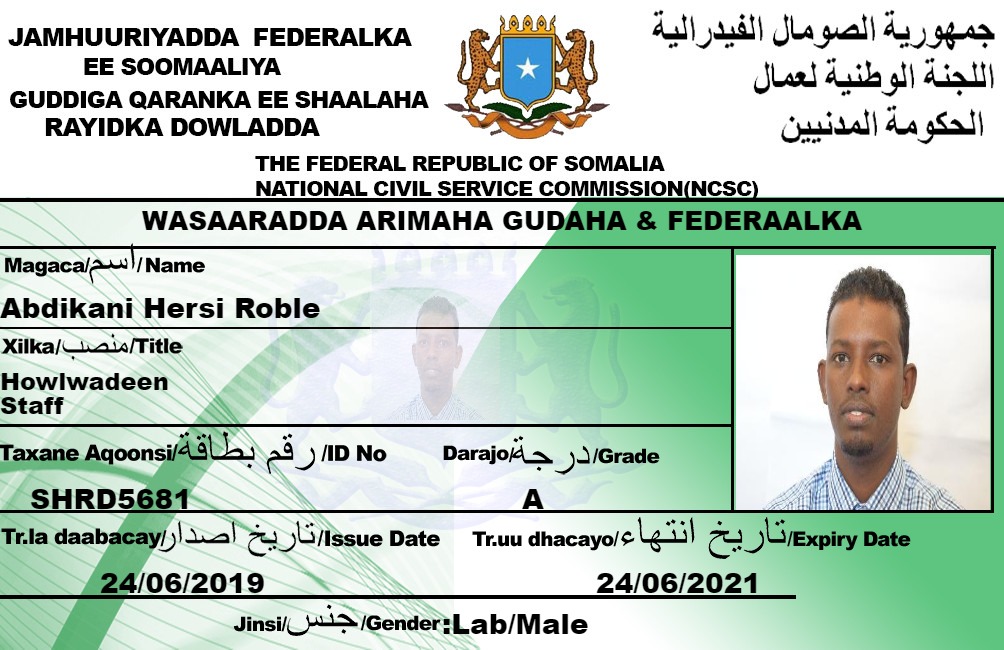 JAMHUURIYADDA FEDERALKA
EE SOOMAALIYA
GUDDIGA QARANKA EE SHAALAHA
RAYIDKA DOWLADDA
جمهورية الصومال الفيدرالية
اللجنة الوطنية لعمال
الحكومة المدنيين
THE FEDERAL REPUBLIC OF SOMALIA
NATIONAL CIVIL SERVICE COMMISSION(NCSC)
WASAARADDA ARIMAHA GUDAHA & FEDERAALKA
Magaca/اسم/Name
Abdikani Hersi Roble
Xilka/منصب/Title
Howlwadeen
Staff
Taxane Aqoonsi/رقم بطاقة/ID No
Darajo/درجة/Grade
SHRD5681
A
Tr.la daabacay/تاريخ اصدار/Issue Date
Tr.uu dhacayo/تاريخ انتهاء/Expiry Date
24/06/2019
24/06/2021
Jinsi/جنس/Gender:Lab/Male